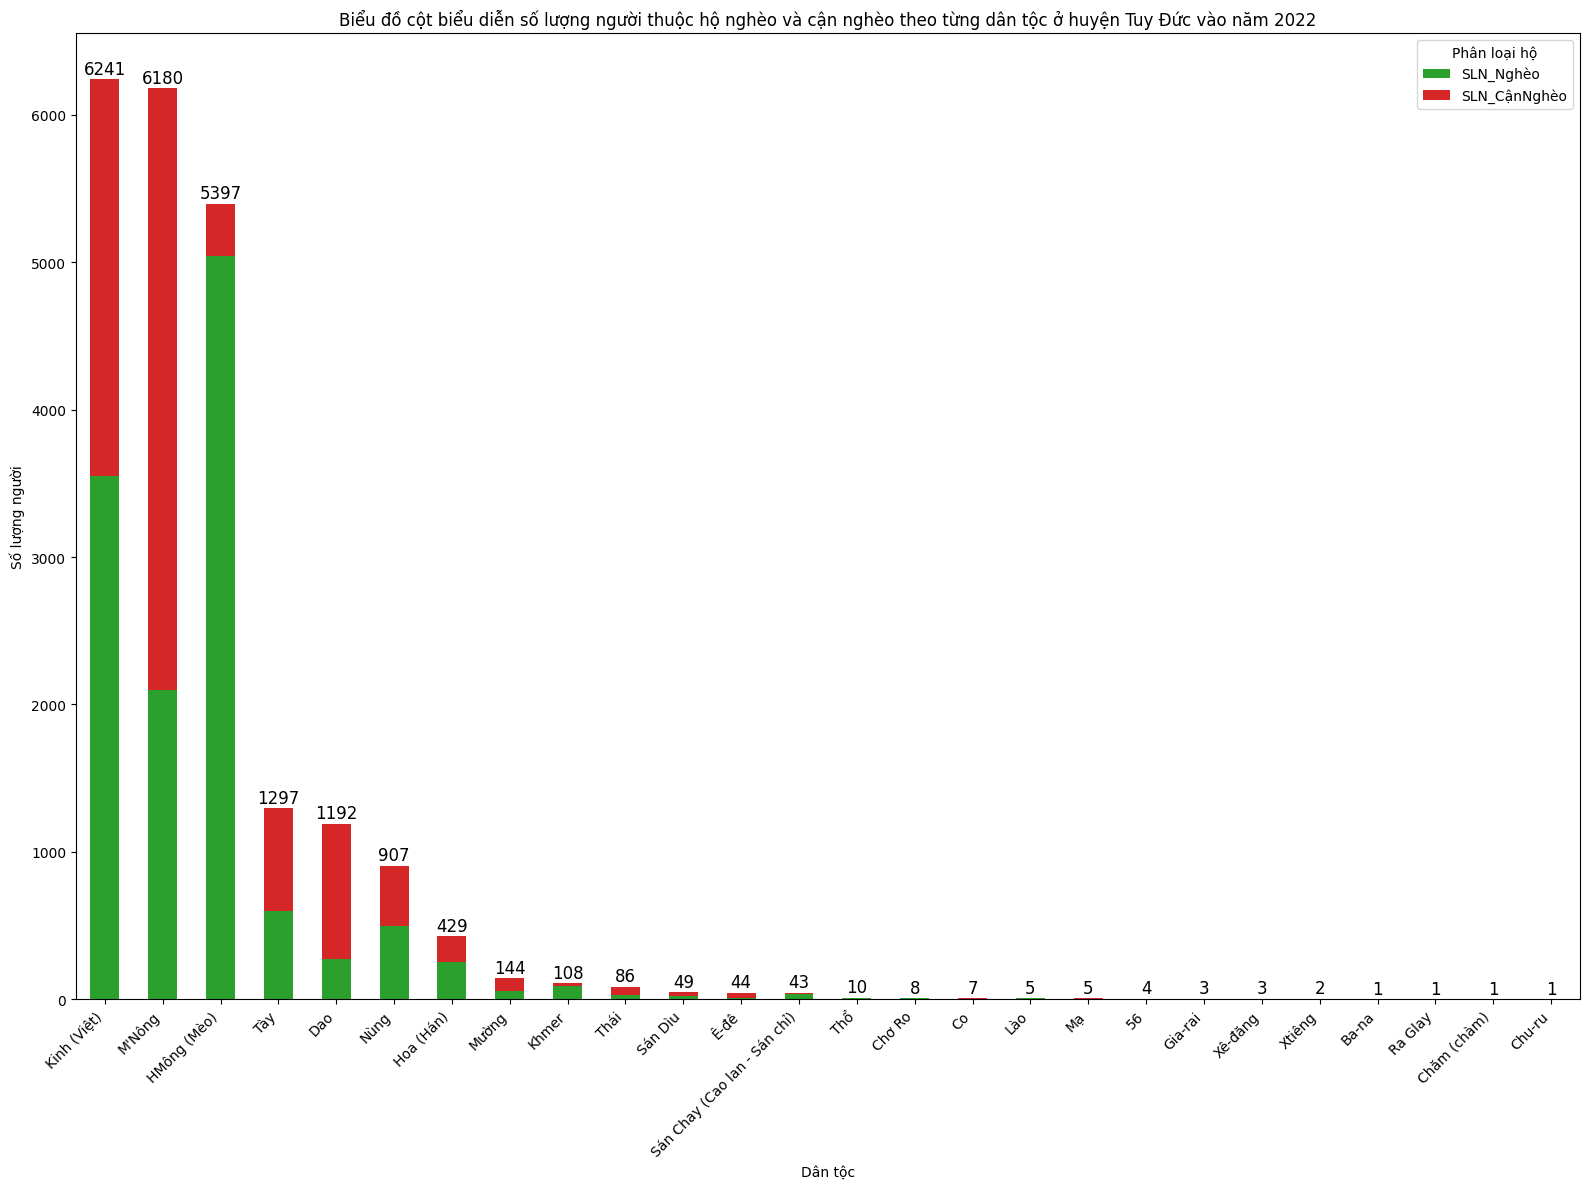 Biểu đồ cột biểu diễn số lượng người thuộc hộ nghèo và cận nghèo theo từng dân tộc ở huyện Tuy Đức vào năm 2022
Phân loại hộ
SLN_Nghèo
SLN_CậnNghèo
6241
6180
5397
1297
1192
907
429
144
108
86
49
44
43
10
8
7
5
5
4
3
3
2
1
1
1
1
6000
5000
4000
3000
2000
1000
0
Số lượng người
Kinh (Việt)
M'Nông
HMông (Mèo)
Tày
Dao
Nùng
Hoa (Hán)
Mường
Khmer
Thái
Sán Dìu
Ê-đê
Sán Chay (Cao lan - Sán chỉ)
Thổ
Chơ Ro
Co
Lào
Mạ
56
Gia-rai
Xê-đăng
Xtiêng
Ba-na
Ra Glay
Chăm (chàm)
Chu-ru
Dân tộc